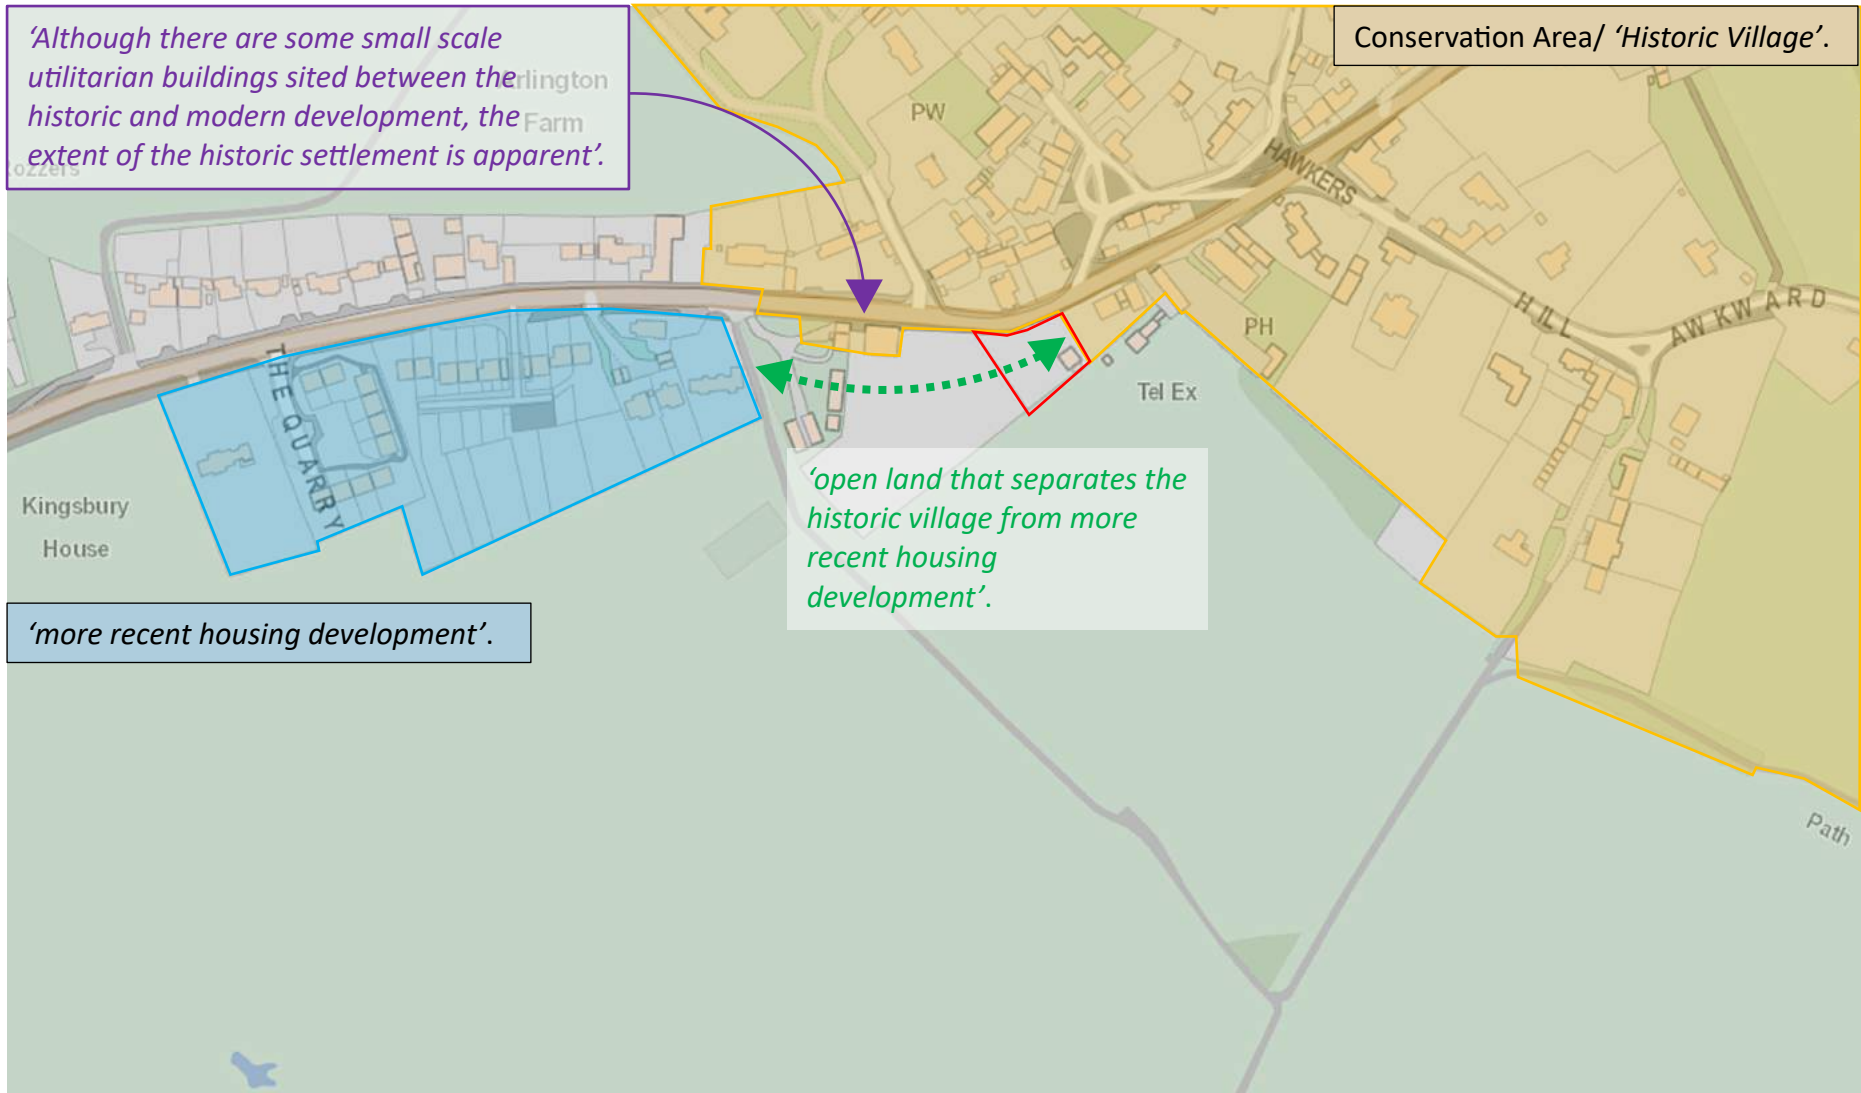 ‘Although there are some small scale
utilitarian buildings sited between the
historic and modern development, the
extent of the historic settlement is apparent’.
Conservation Area/ ‘Historic Village’.
Arlington
Farm
PW
HAWKERS
HILL
AWKWARD
PH
Tel Ex
THE QUARRY
Kingsbury
House
‘open land that separates the
historic village from more
recent housing
development’.
‘more recent housing development’.
Path